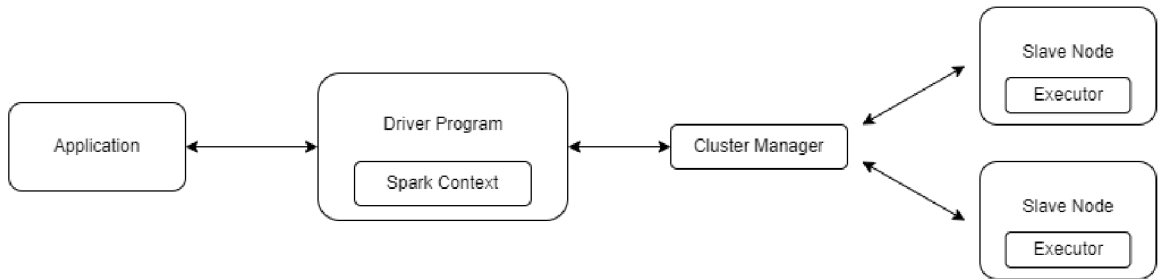 Application
Driver Program
Spark Context
Cluster Manager
Slave Node
Executor
Slave Node
Executor